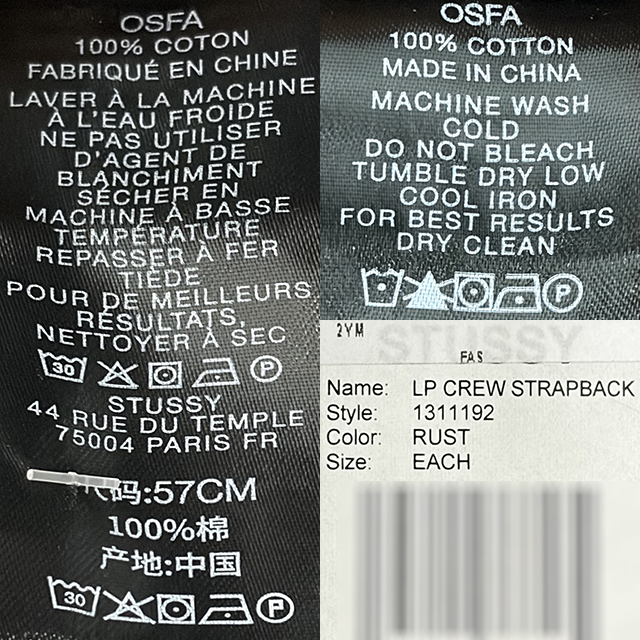 OSFA
100% COTON
FABRIQUÉ EN CHINE
LAVER À LA MACHINE
À L'EAU FROIDE
NE PAS UTILISER
D'AGENT DE
BLANCHIMENT
SÉCHER EN
MACHINE À BASSE
TEMPÉRATURE
REPASSER À FER
TIÈDE
POUR DE MEILLEURS
RÉSULTATS,
NETTOYER À SEC
30 P
STUSSY
44 RUE DU TEMPLE
75004 PARIS FR
码:57CM
100%棉
产地:中国
30 P
OSFA
100% COTTON
MADE IN CHINA
MACHINE WASH
COLD
DO NOT BLEACH
TUMBLE DRY LOW
COOL IRON
FOR BEST RESULTS
DRY CLEAN
P
2YM
STUSSY
Name: LP CREW STRAPBACK
Style: 1311192
Color: RUST
Size: EACH